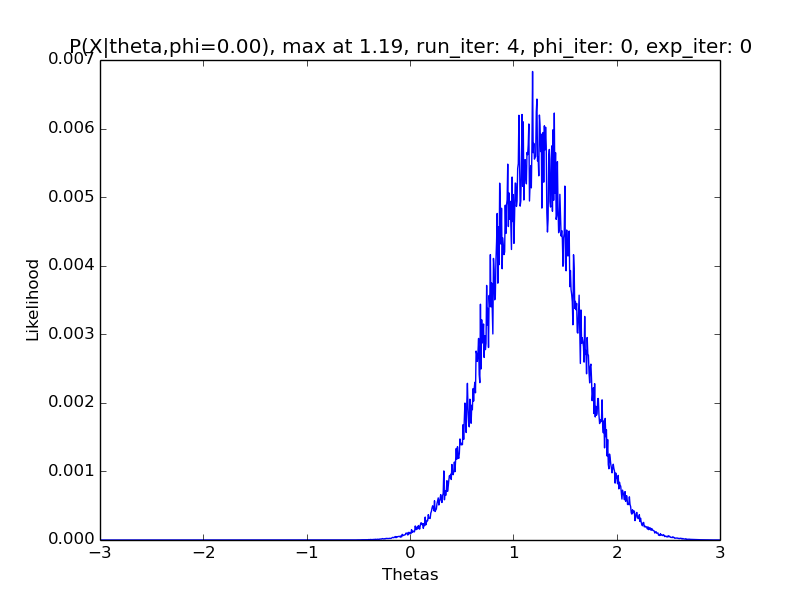 P(X|theta,phi=0.00), max at 1.19, run_iter: 4, phi_iter: 0, exp_iter: 0
0.007
0.006
0.005
0.004
0.003
0.002
0.001
0.000
Likelihood
−3 −2 −1 0 1 2 3
Thetas